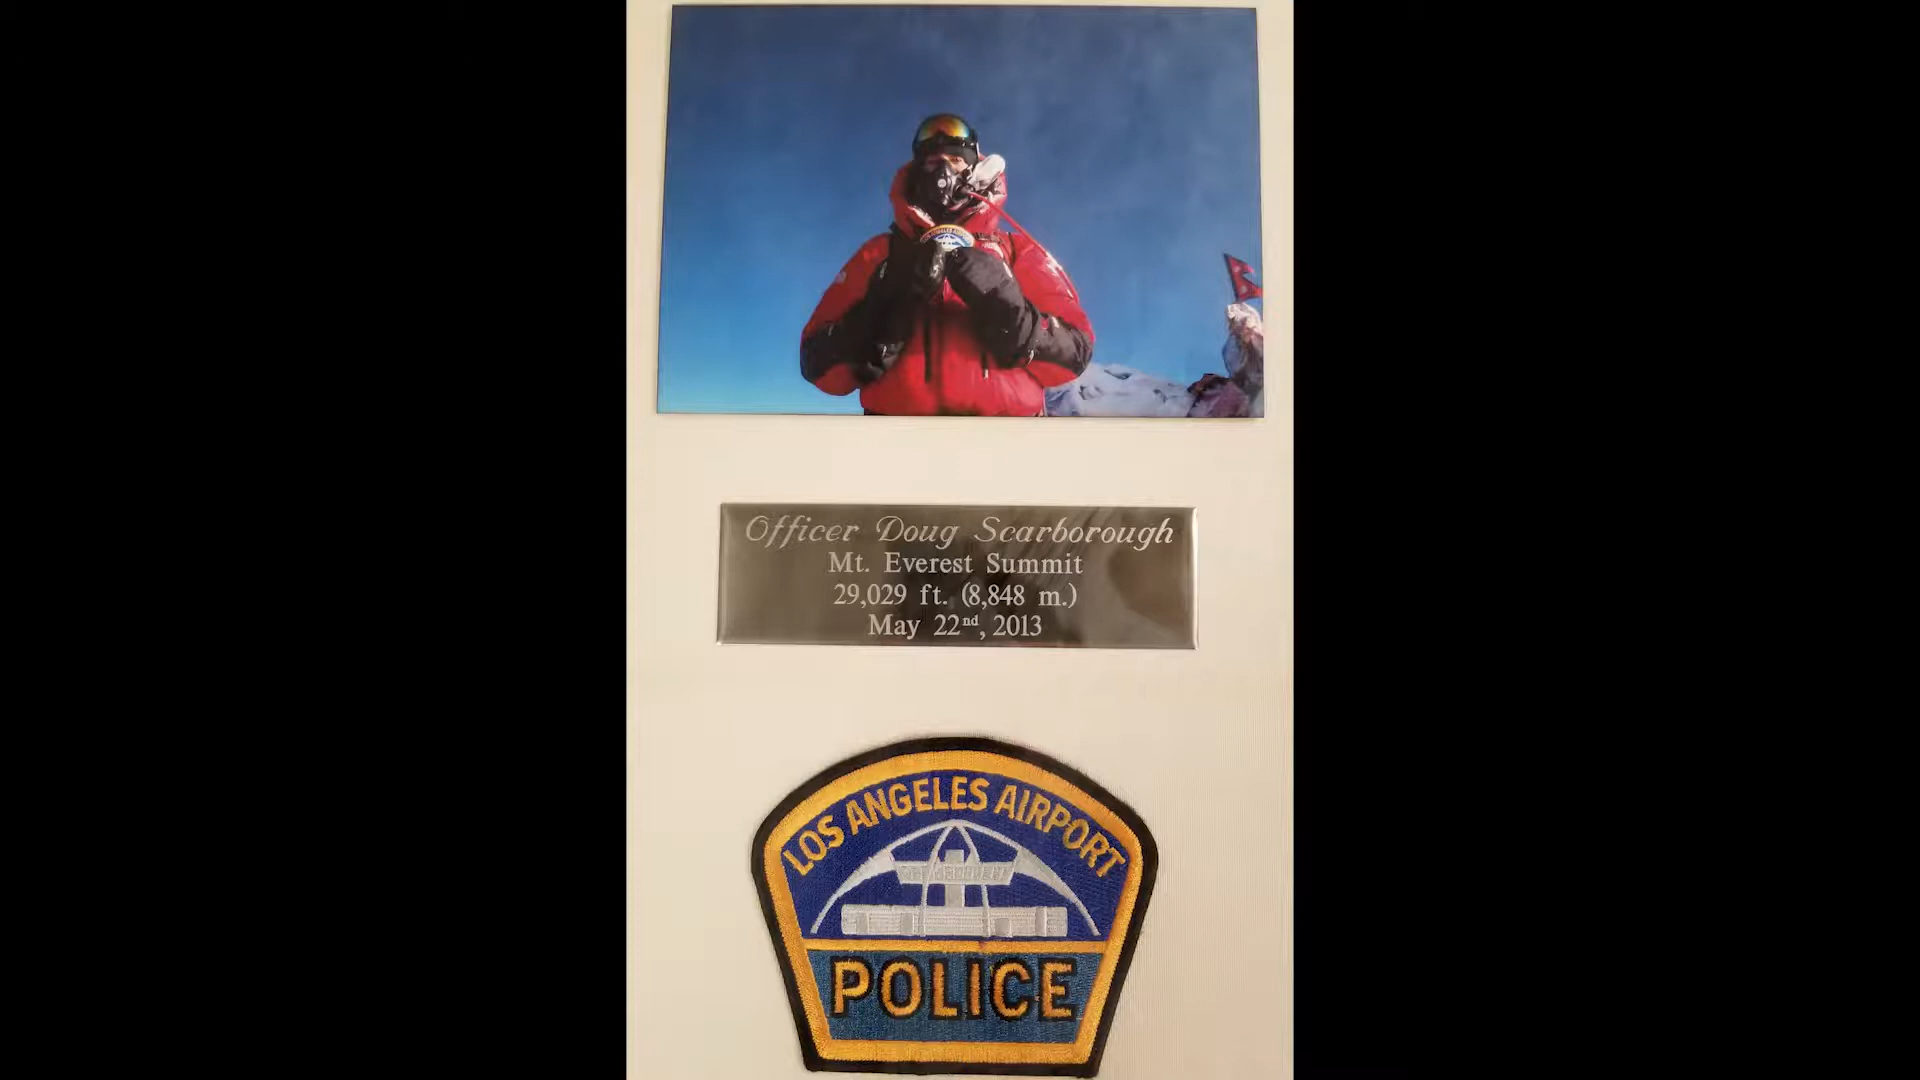 Officer Doug Scarborough
Mt. Everest Summit
29,029 ft. (8,848 m.)
May 22nd, 2013
LOS ANGELES AIRPORT
POLICE